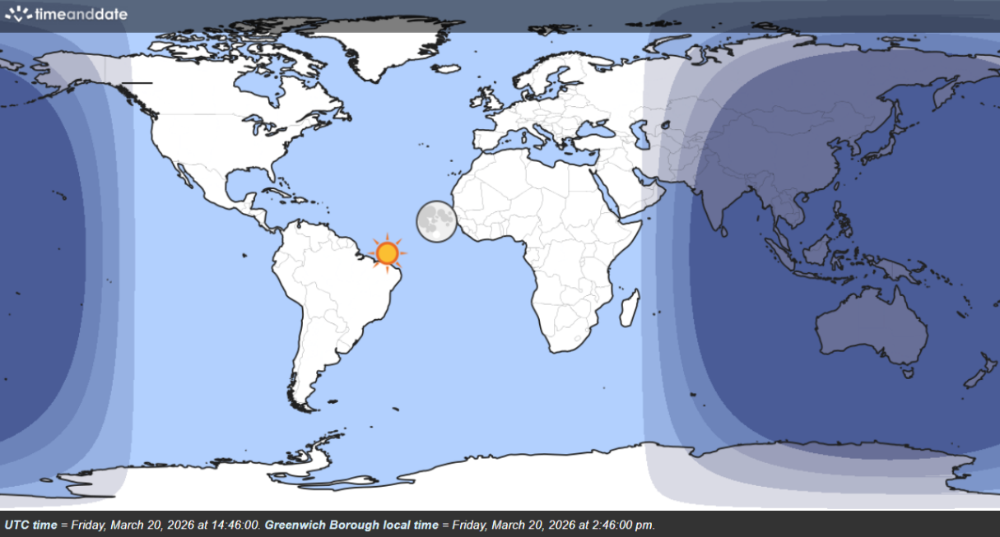 timeanddate
UTC time = Friday, March 20, 2026 at 14:46:00. Greenwich Borough local time = Friday, March 20, 2026 at 2:46:00 pm.